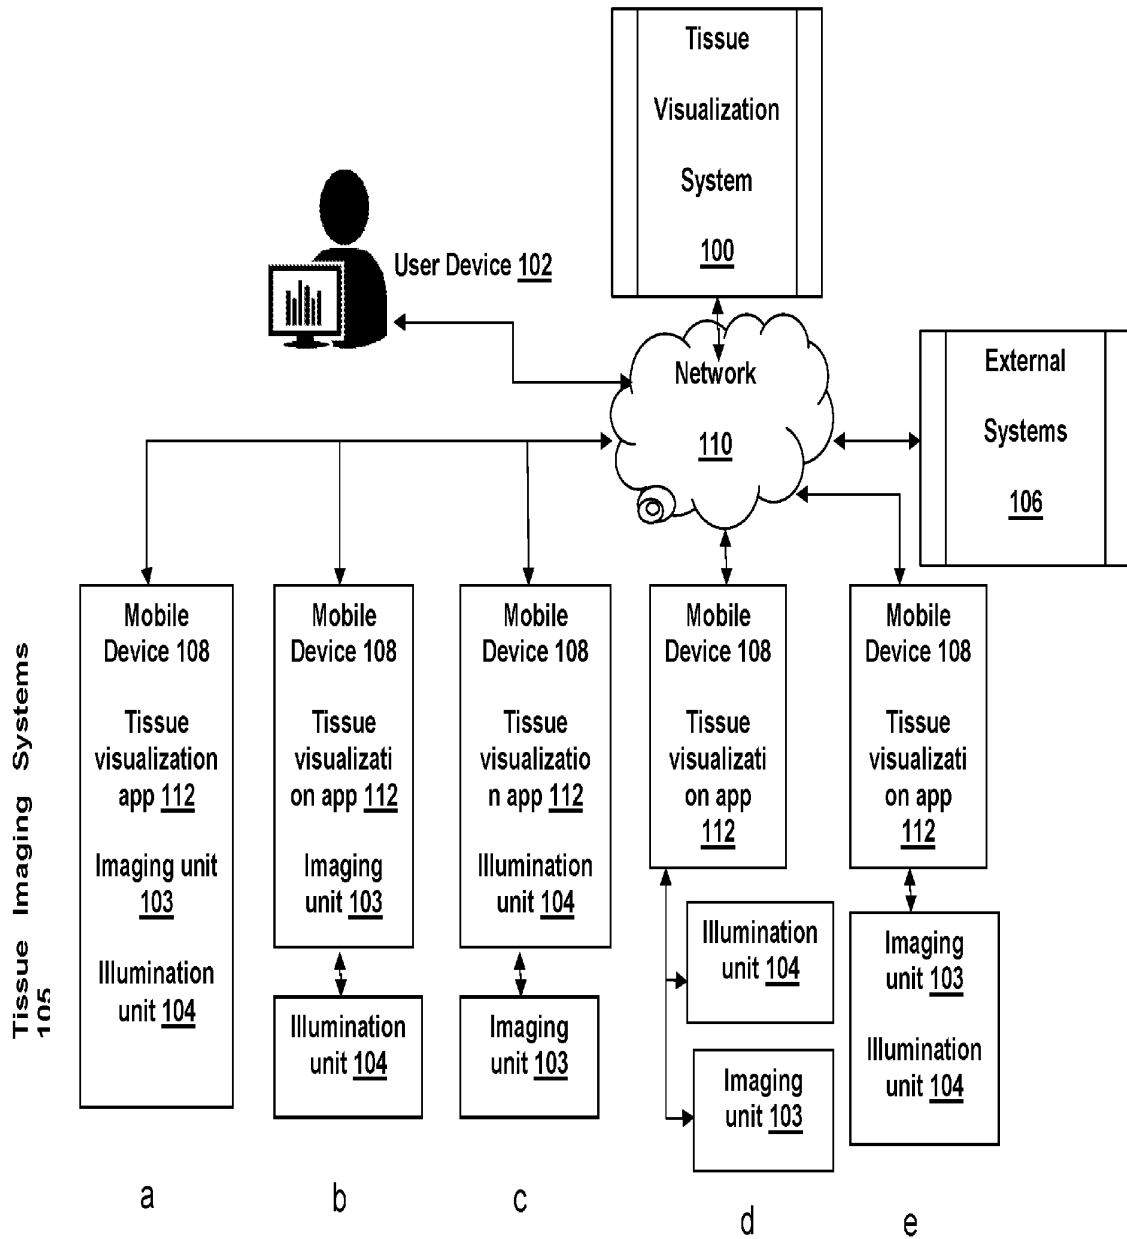 Tissue
Visualization
System
100
User Device 102
Network
110
External
Systems
106
Tissue Imaging Systems
105
Mobile
Device 108
Tissue
visualization
app 112
Imaging unit
103
Illumination
unit 104
Mobile
Device 108
Tissue
visualizati
on app 112
Imaging
unit 103
Illumination
unit 104
Mobile
Device 108
Tissue
visualizatio
n app 112
Illumination
unit 104
Imaging
unit 103
Mobile
Device 108
Tissue
visualizati
on app
112
Illumination
unit 104
Imaging
unit 103
Mobile
Device 108
Tissue
visualizati
on app
112
Imaging
unit 103
Illumination
unit 104
a
b
c
d
e